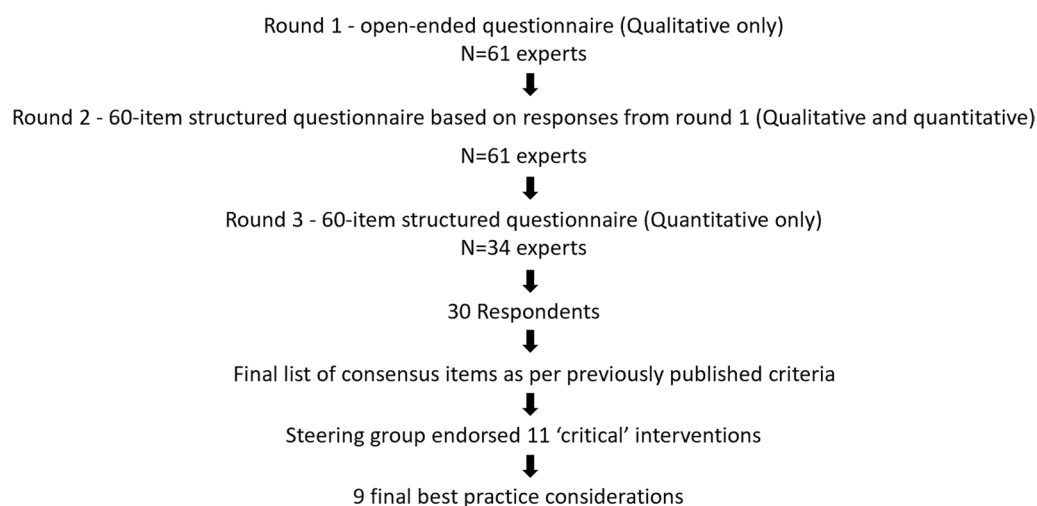 Round 1 - open-ended questionnaire (Qualitative only)
N=61 experts
Round 2 - 60-item structured questionnaire based on responses from round 1 (Qualitative and quantitative)
N=61 experts
Round 3 - 60-item structured questionnaire (Quantitative only)
N=34 experts
30 Respondents
Final list of consensus items as per previously published criteria
Steering group endorsed 11 ‘critical’ interventions
9 final best practice considerations